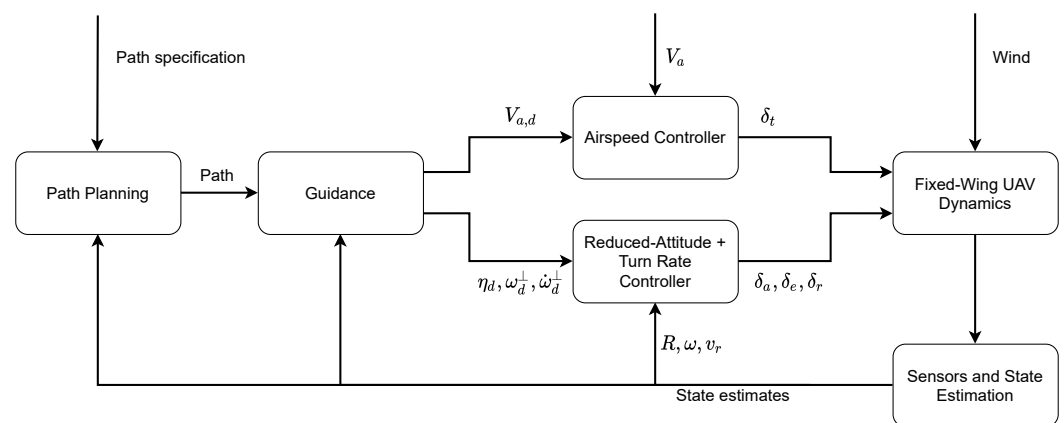 Path specification
V_a
Wind
V_{a,d}
δ_t
Airspeed Controller
Path
Path Planning
Guidance
Fixed-Wing UAV
Dynamics
Reduced-Attitude +
Turn Rate
Controller
η_d, ω_d^⊥, ω̇_d^⊥
δ_a, δ_e, δ_r
R, ω, v_r
State estimates
Sensors and State
Estimation